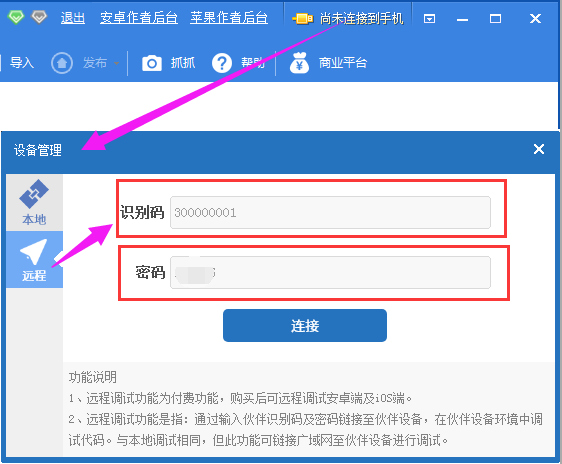 退出 安卓作者后台 苹果作者后台 尚未连接到手机
导入 发布 抓抓 帮助 商业平台
设备管理
本地
远程
识别码 300000001
密码
连接
功能说明
1、远程调试功能为付费功能，购买后可远程调试安卓端及iOS端。
2、远程调试功能是指：通过输入伙伴识别码及密码链接至伙伴设备，在伙伴设备环境中调
试代码。与本地调试相同，但此功能可链接广域网至伙伴设备进行调试。